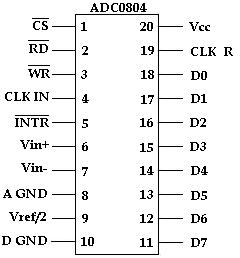 ADC0804
CS 1 20 Vcc
RD 2 19 CLK R
WR 3 18 D0
CLK IN 4 17 D1
INTR 5 16 D2
Vin+ 6 15 D3
Vin- 7 14 D4
A GND 8 13 D5
Vref/2 9 12 D6
D GND 10 11 D7